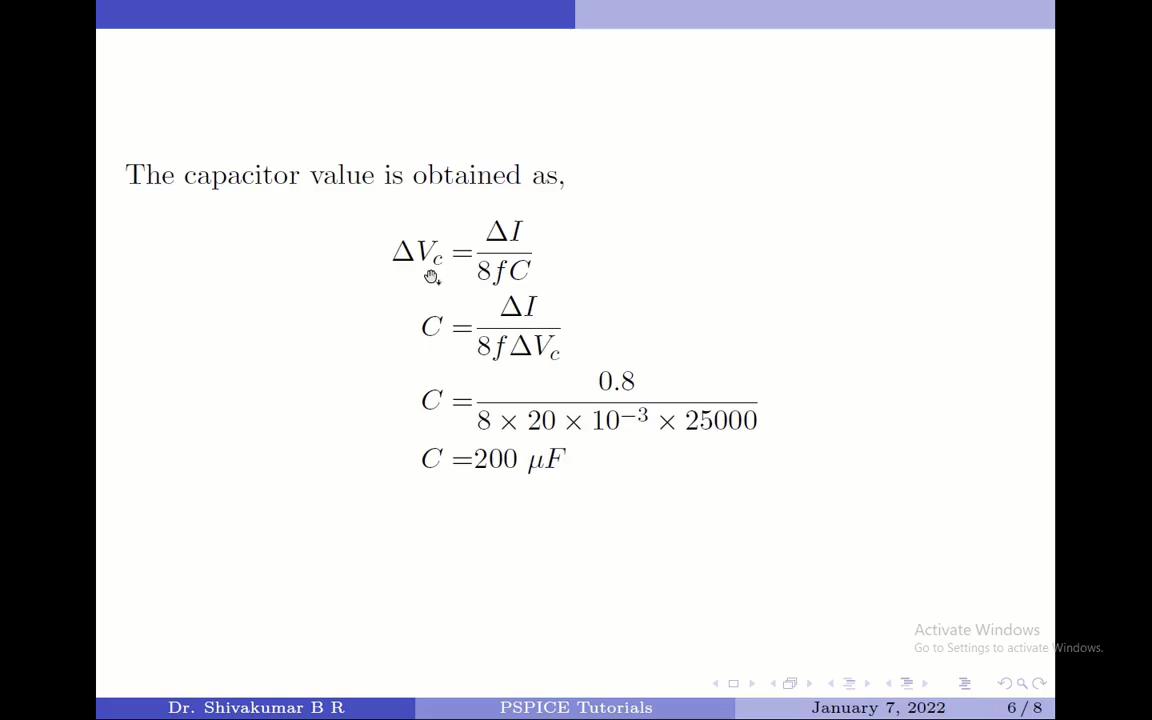 The capacitor value is obtained as,
ΔV_c = ΔI / 8fC
C = ΔI / 8fΔV_c
C = 0.8 / 8 × 20 × 10^−3 × 25000
C =200 μF
Activate Windows
Go to Settings to activate Windows.
Dr. Shivakumar B R PSPICE Tutorials January 7, 2022 6 / 8